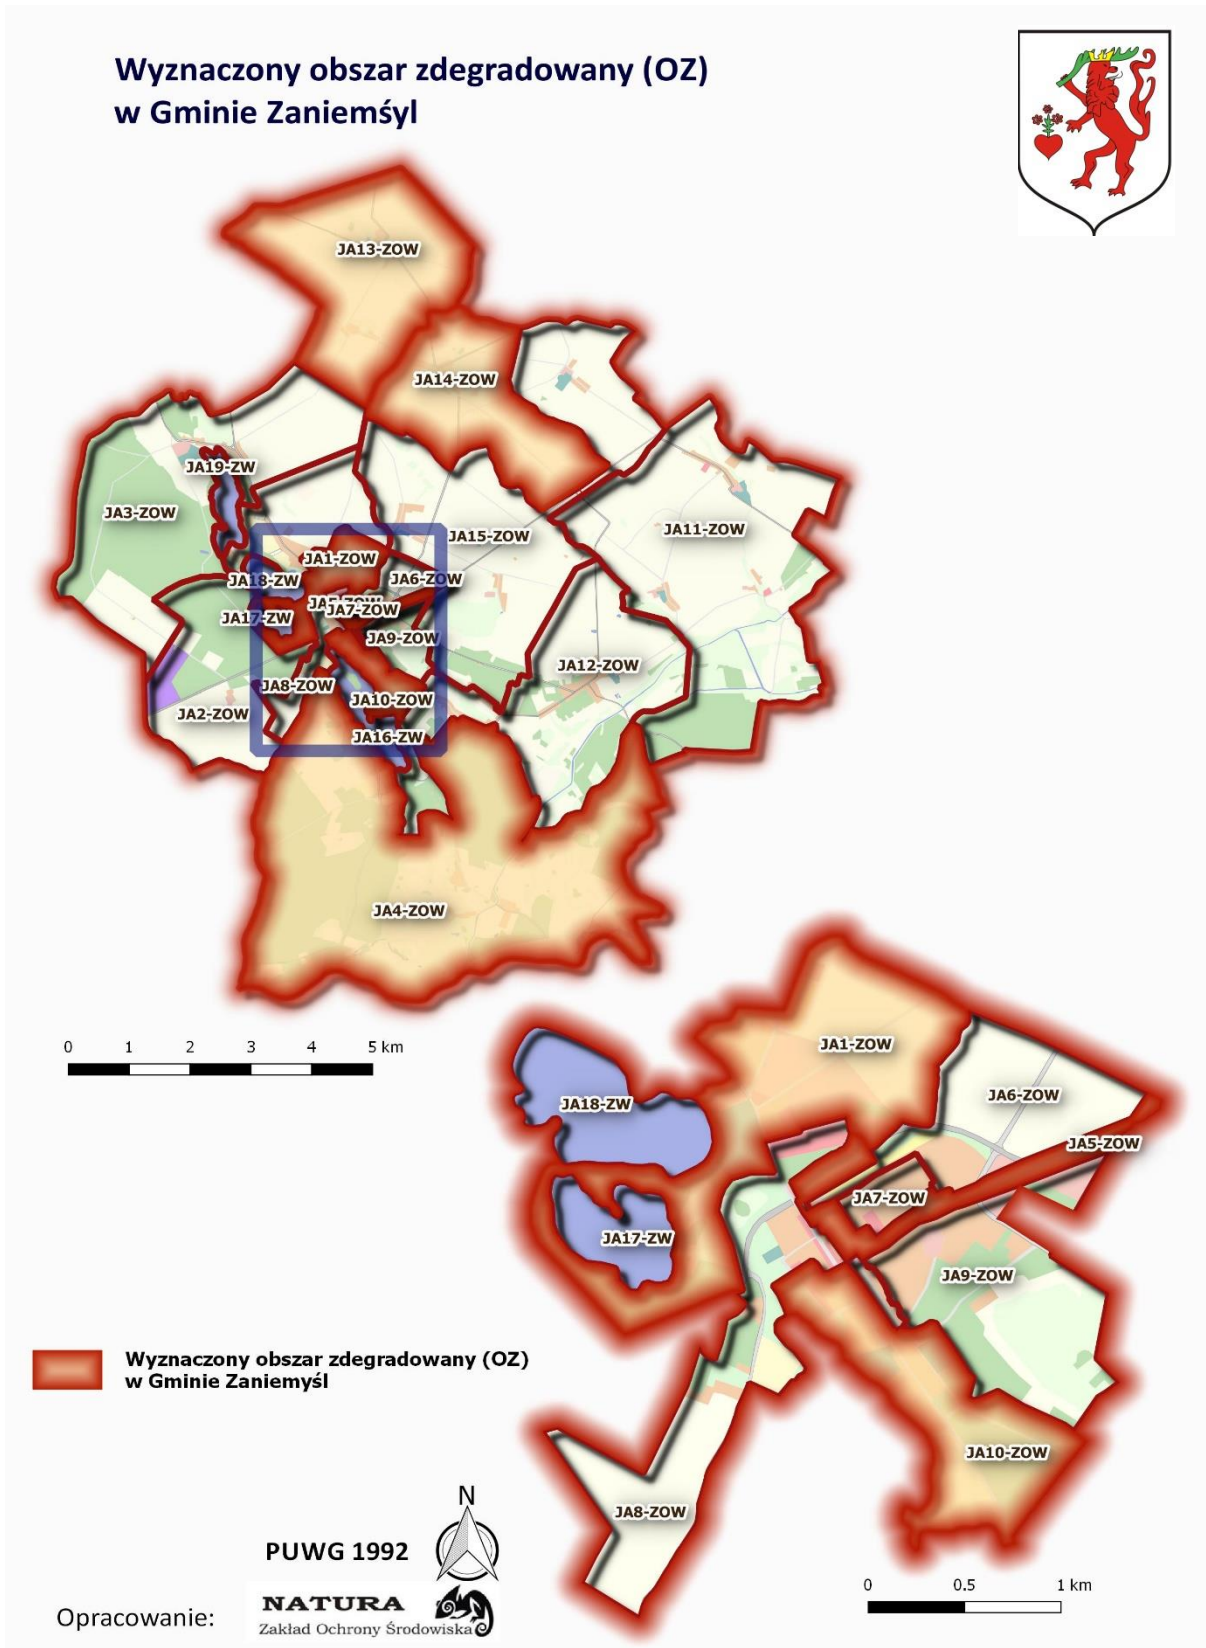 Wyznaczony obszar zdegradowany (OZ)
w Gminie Zaniemśyl
JA13-ZOW
JA14-ZOW
JA19-ZW
JA3-ZOW
JA11-ZOW
JA15-ZOW
JA1-ZOW
JA18-ZW
JA6-ZOW
JA7-ZOW
JA17-ZW
JA9-ZOW
JA12-ZOW
JA8-ZOW
JA10-ZOW
JA2-ZOW
JA16-ZW
JA4-ZOW
0 1 2 3 4 5 km
JA1-ZOW
JA6-ZOW
JA18-ZW
JA5-ZOW
JA7-ZOW
JA17-ZW
JA9-ZOW
JA10-ZOW
JA8-ZOW
Wyznaczony obszar zdegradowany (OZ)
w Gminie Zaniemyśl
N
PUWG 1992
0 0.5 1 km
Opracowanie:
NATURA
Zakład Ochrony Środowiska